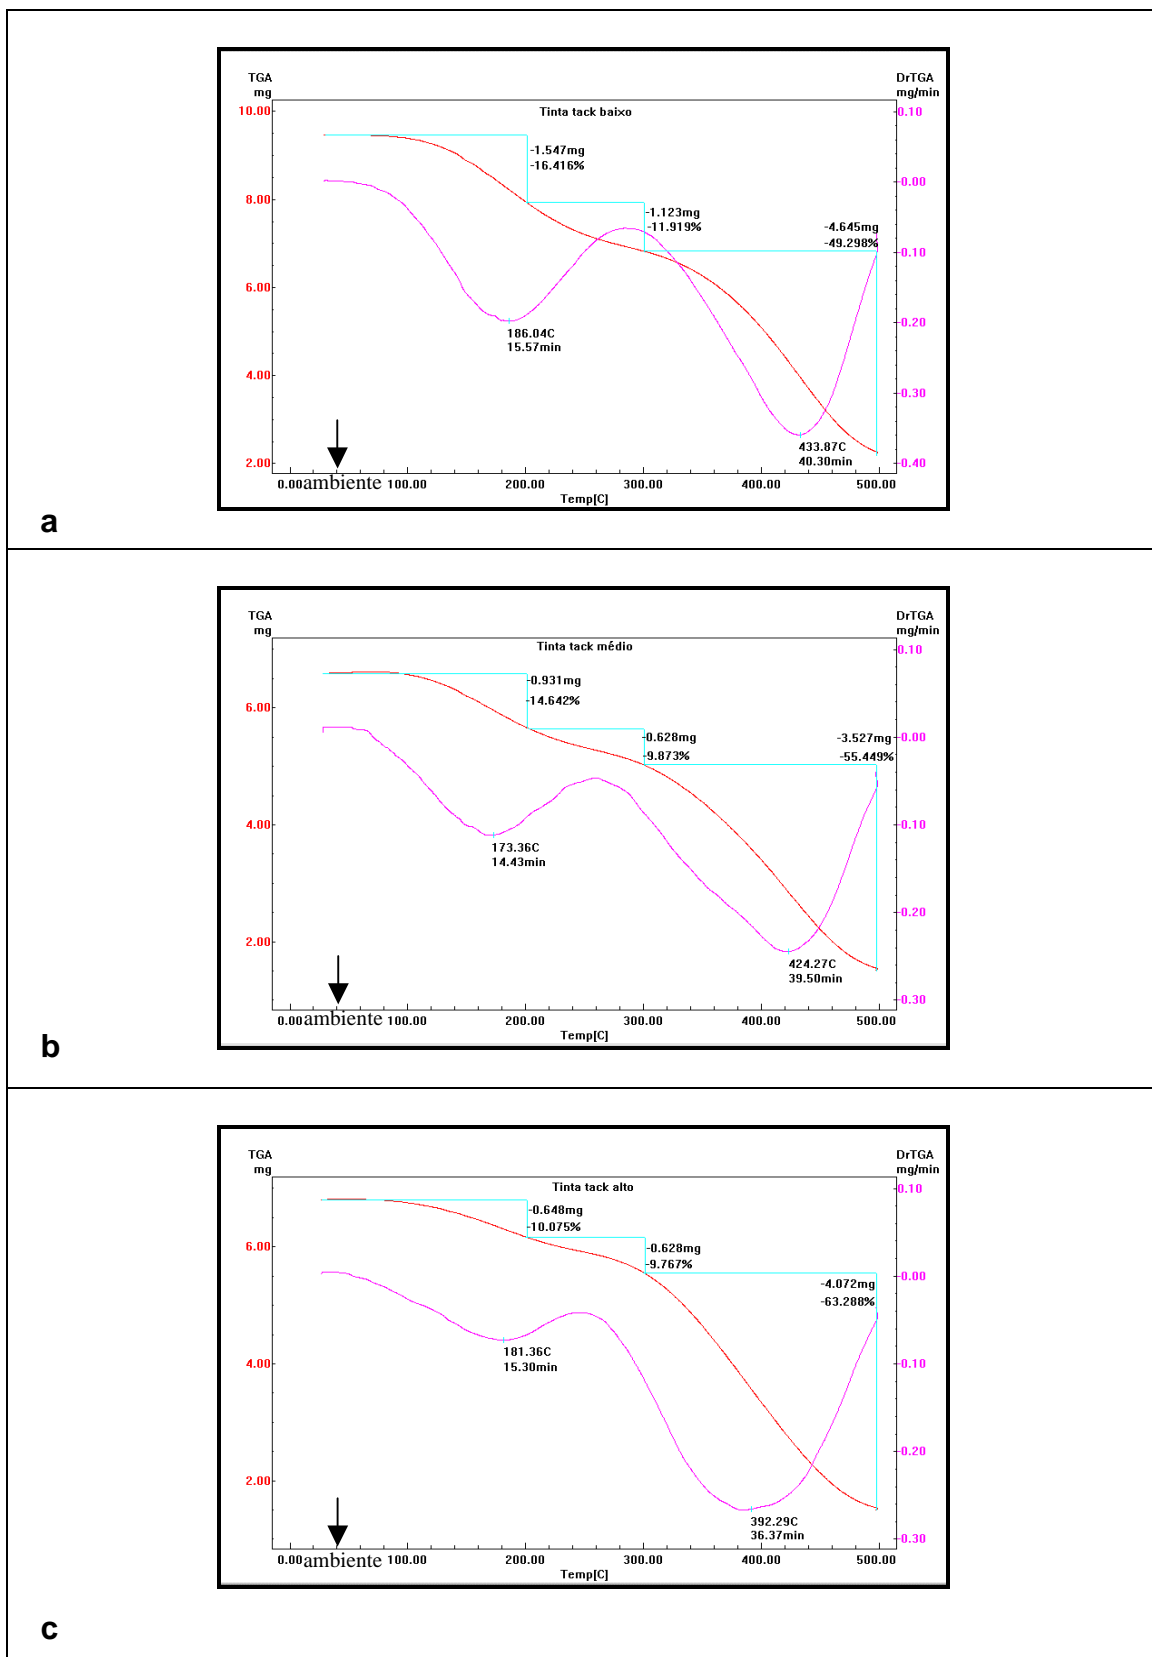 TGA
mg
DrTGA
mg/min
Tinta tack baixo
10.00
8.00
6.00
4.00
2.00
0.10
0.00
-0.10
-0.20
-0.30
-0.40
-1.547mg
-16.416%
-1.123mg
-11.919%
-4.645mg
-49.298%
186.04C
15.57min
433.87C
40.30min
0.00 ambiente 100.00 200.00 300.00 400.00 500.00
Temp[C]
a
TGA
mg
DrTGA
mg/min
Tinta tack médio
6.00
4.00
2.00
0.10
0.00
-0.10
-0.20
-0.30
-0.931mg
-14.642%
-0.628mg
-9.873%
-3.527mg
-55.449%
173.36C
14.43min
424.27C
39.50min
0.00 ambiente 100.00 200.00 300.00 400.00 500.00
Temp[C]
b
TGA
mg
DrTGA
mg/min
Tinta tack alto
6.00
4.00
2.00
0.10
0.00
-0.10
-0.20
-0.30
-0.648mg
-10.075%
-0.628mg
-9.767%
-4.072mg
-63.288%
181.36C
15.30min
392.29C
36.37min
0.00 ambiente 100.00 200.00 300.00 400.00 500.00
Temp[C]
c